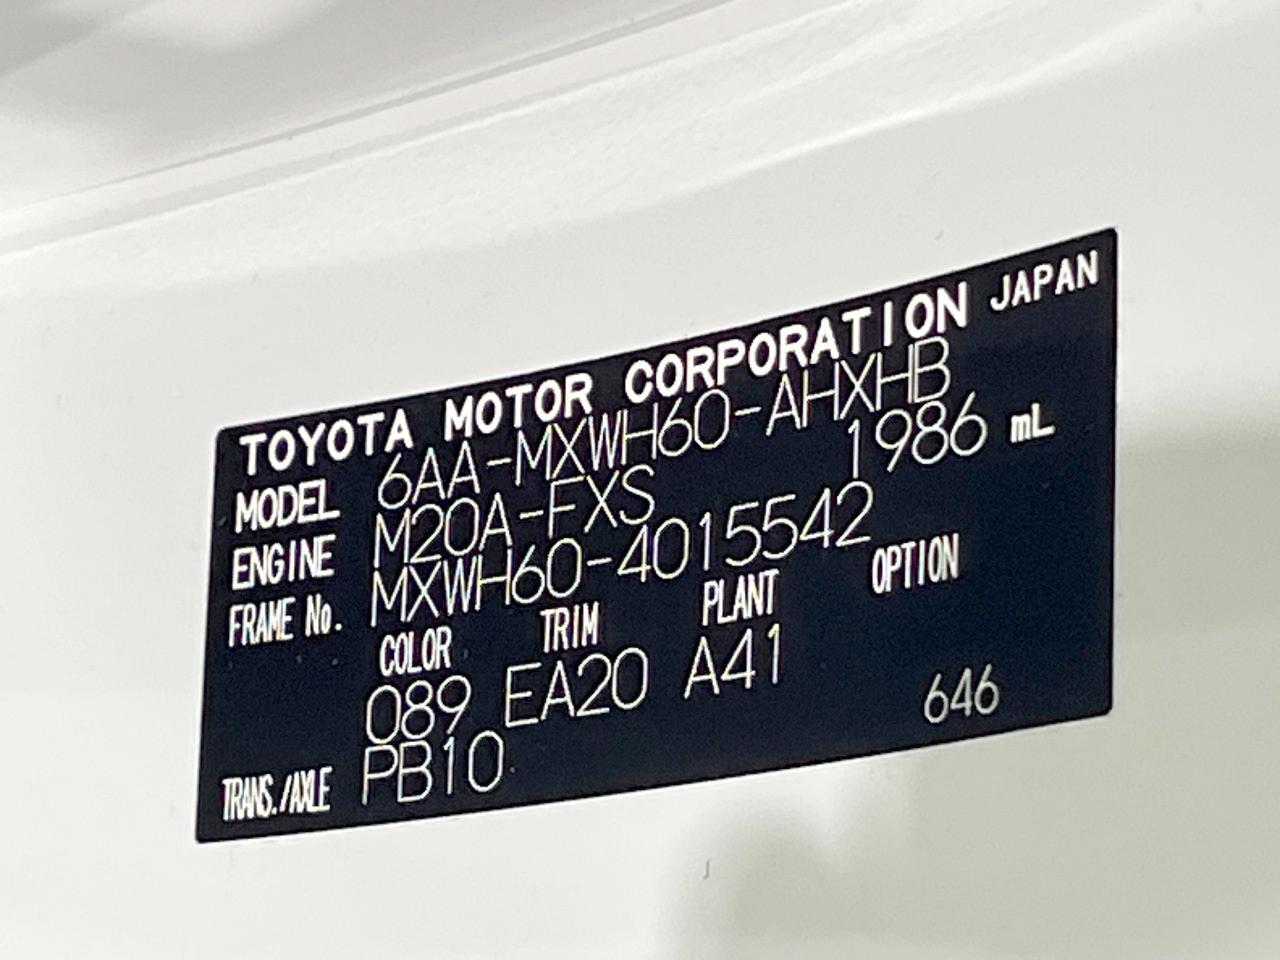 TOYOTA MOTOR CORPORATION JAPAN
MODEL 6AA-MXWH60-AHXHB
ENGINE M20A-FXS 1986 mL
FRAME No. MXWH60-4015542
COLOR TRIM PLANT OPTION
089 EA20 A41
TRANS./AXLE PB10 646